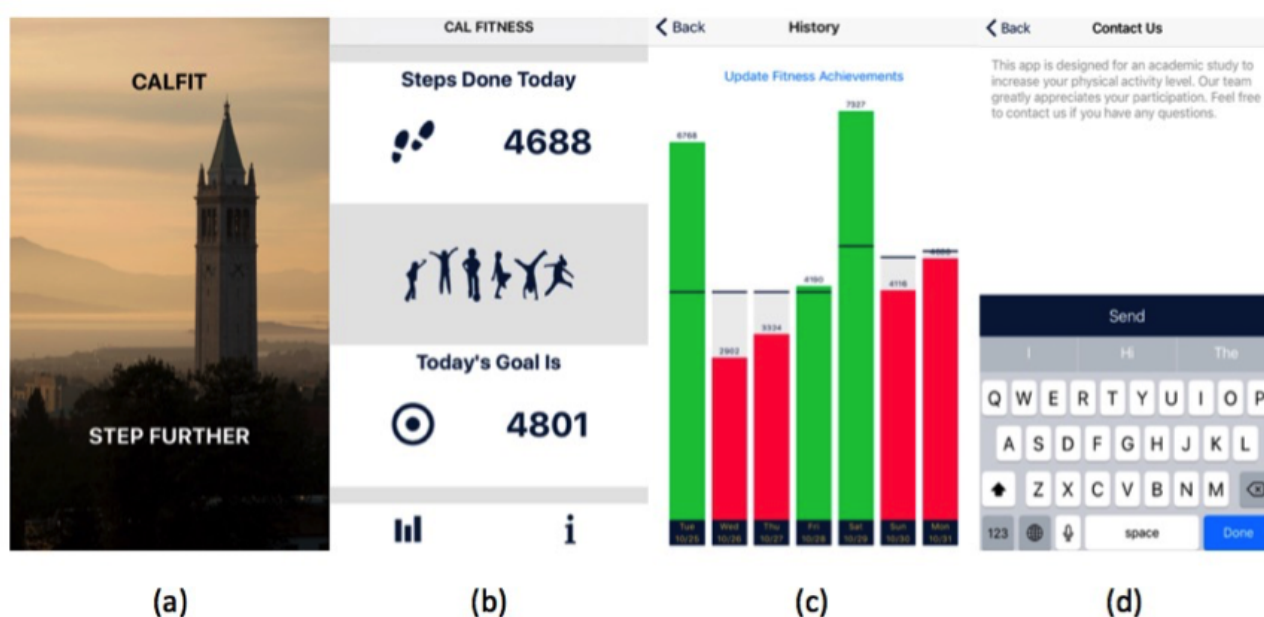 CALFIT
STEP FURTHER
(a)
CAL FITNESS
Steps Done Today
4688
Today's Goal Is
4801
i
(b)
Back
History
Update Fitness Achievements
6768
2902
3334
4190
7327
4116
Tue
10/25
Wed
10/26
Thu
10/27
Fri
10/28
Sat
10/29
Sun
10/30
Mon
10/31
(c)
Back
Contact Us
This app is designed for an academic study to
increase your physical activity level. Our team
greatly appreciates your participation. Feel free
to contact us if you have any questions.
Send
I Hi The
Q W E R T Y U I O P
A S D F G H J K L
Z X C V B N M
123 space Done
(d)